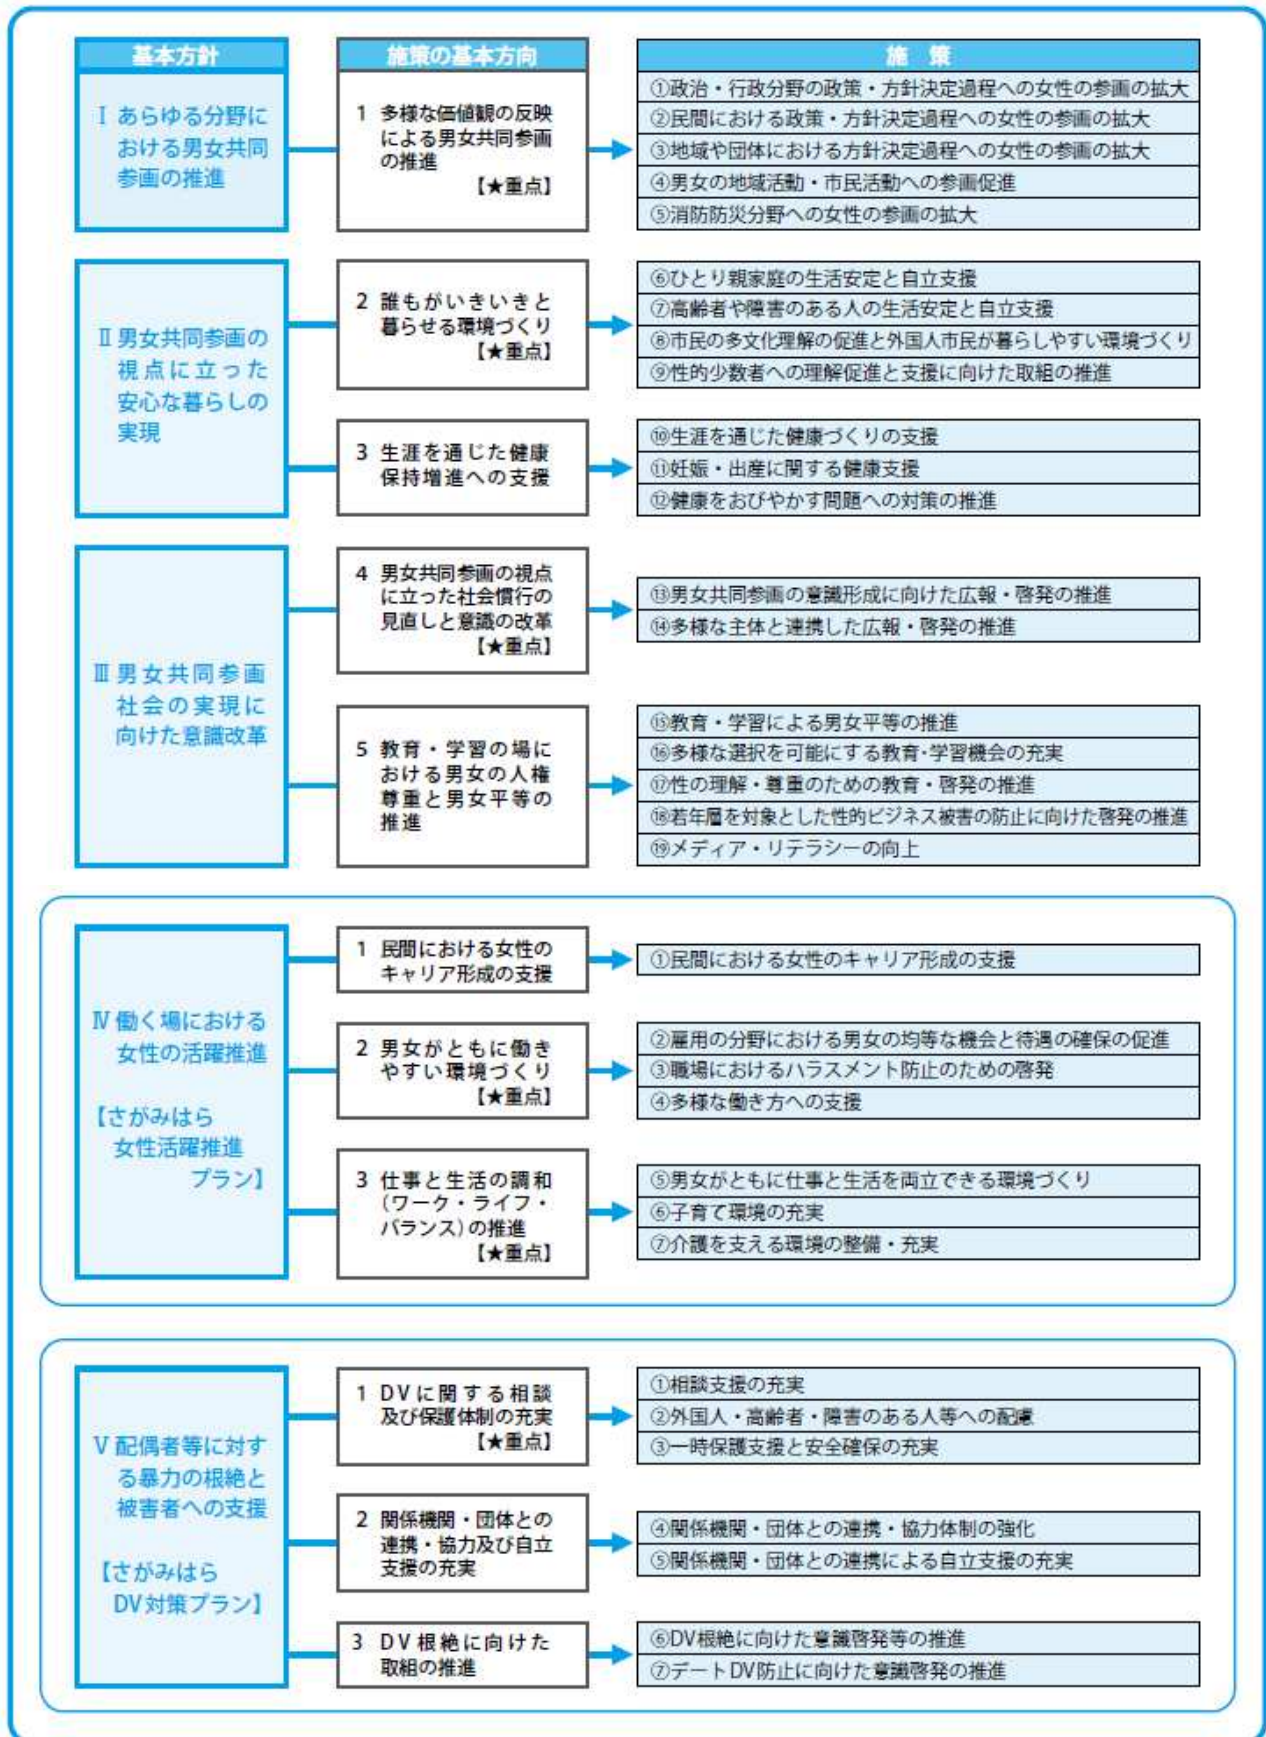 基本方針
施策の基本方向
施 策
Ⅰ あらゆる分野に
おける男女共同
参画の推進
1 多様な価値観の反映
による男女共同参画
の推進
【★重点】
①政治・行政分野の政策・方針決定過程への女性の参画の拡大
②民間における政策・方針決定過程への女性の参画の拡大
③地域や団体における方針決定過程への女性の参画の拡大
④男女の地域活動・市民活動への参画促進
⑤消防防災分野への女性の参画の拡大
Ⅱ 男女共同参画の
視点に立った
安心な暮らしの
実現
2 誰もがいきいきと
暮らせる環境づくり
【★重点】
⑥ひとり親家庭の生活安定と自立支援
⑦高齢者や障害のある人の生活安定と自立支援
⑧市民の多文化理解の促進と外国人市民が暮らしやすい環境づくり
⑨性的少数者への理解促進と支援に向けた取組の推進
3 生涯を通じた健康
保持増進への支援
⑩生涯を通じた健康づくりの支援
⑪妊娠・出産に関する健康支援
⑫健康をおびやかす問題への対策の推進
Ⅲ 男女共同参画
社会の実現に
向けた意識改革
4 男女共同参画の視点
に立った社会慣行の
見直しと意識の改革
【★重点】
⑬男女共同参画の意識形成に向けた広報・啓発の推進
⑭多様な主体と連携した広報・啓発の推進
5 教育・学習の場に
おける男女の人権
尊重と男女平等の
推進
⑮教育・学習による男女平等の推進
⑯多様な選択を可能にする教育・学習機会の充実
⑰性の理解・尊重のための教育・啓発の推進
⑱若年層を対象とした性的ビジネス被害の防止に向けた啓発の推進
⑲メディア・リテラシーの向上
Ⅳ 働く場における
女性の活躍推進
【さがみはら
女性活躍推進
プラン】
1 民間における女性の
キャリア形成の支援
①民間における女性のキャリア形成の支援
2 男女がともに働き
やすい環境づくり
【★重点】
②雇用の分野における男女の均等な機会と待遇の確保の促進
③職場におけるハラスメント防止のための啓発
④多様な働き方への支援
3 仕事と生活の調和
(ワーク・ライフ・
バランス)の推進
【★重点】
⑤男女がともに仕事と生活を両立できる環境づくり
⑥子育て環境の充実
⑦介護を支える環境の整備・充実
Ⅴ 配偶者等に対す
る暴力の根絶と
被害者への支援
【さがみはら
DV対策プラン】
1 DVに関する相談
及び保護体制の充実
【★重点】
①相談支援の充実
②外国人・高齢者・障害のある人等への配慮
③一時保護支援と安全確保の充実
2 関係機関・団体との
連携・協力及び自立
支援の充実
④関係機関・団体との連携・協力体制の強化
⑤関係機関・団体との連携による自立支援の充実
3 DV根絶に向けた
取組の推進
⑥DV根絶に向けた意識啓発等の推進
⑦デートDV防止に向けた意識啓発の推進